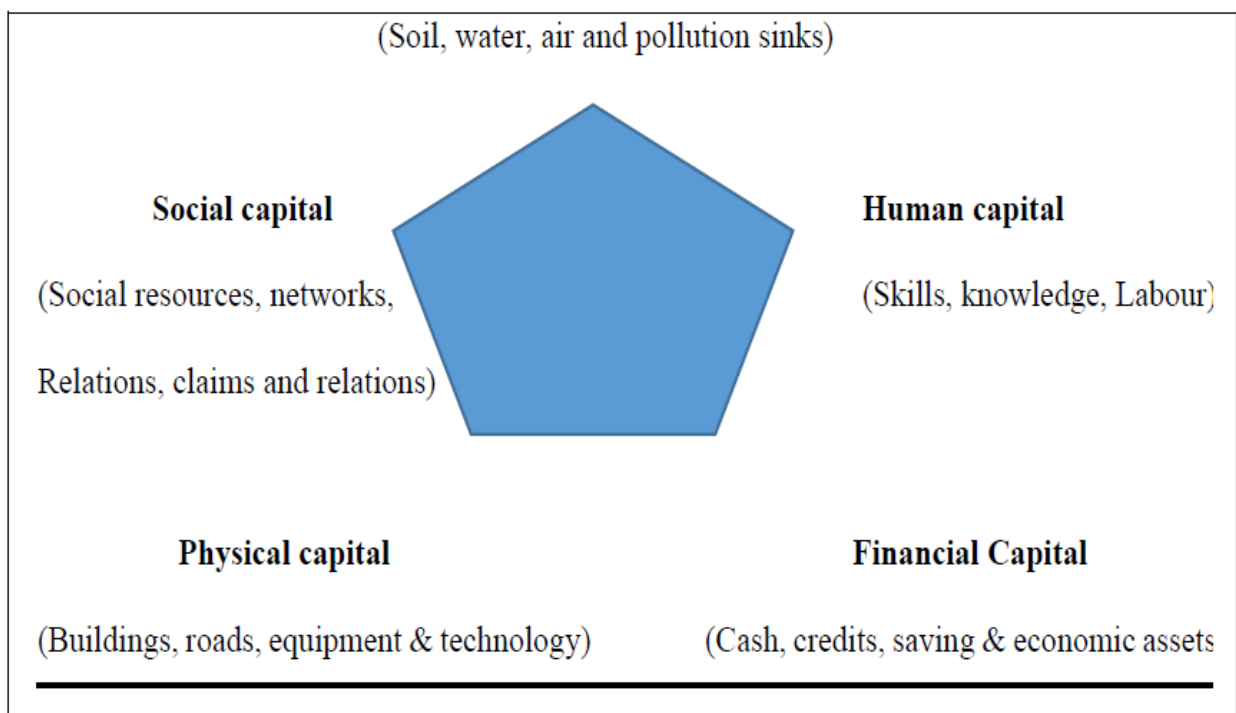 (Soil, water, air and pollution sinks)
Social capital
Human capital
(Social resources, networks,
(Skills, knowledge, Labour)
Relations, claims and relations)
Physical capital
Financial Capital
(Buildings, roads, equipment & technology)
(Cash, credits, saving & economic assets